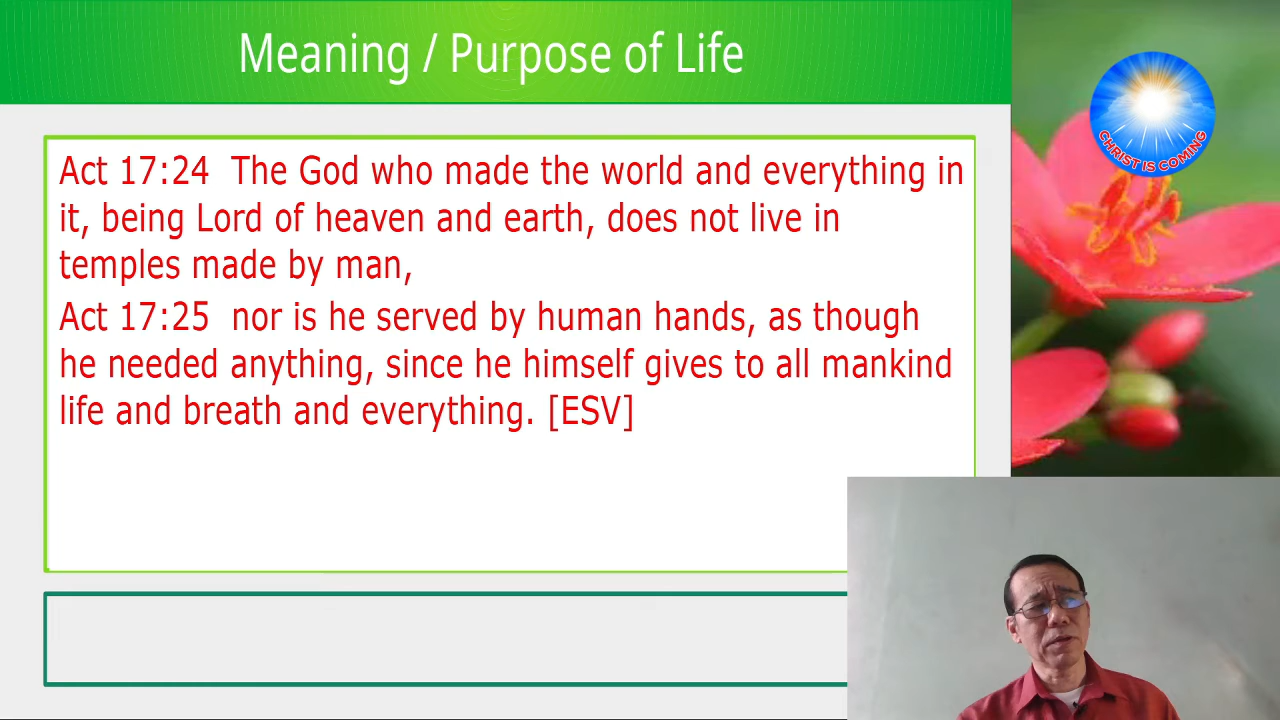 Meaning / Purpose of Life
CHRIST IS COMING
Act 17:24  The God who made the world and everything in
it, being Lord of heaven and earth, does not live in
temples made by man,
Act 17:25  nor is he served by human hands, as though
he needed anything, since he himself gives to all mankind
life and breath and everything. [ESV]